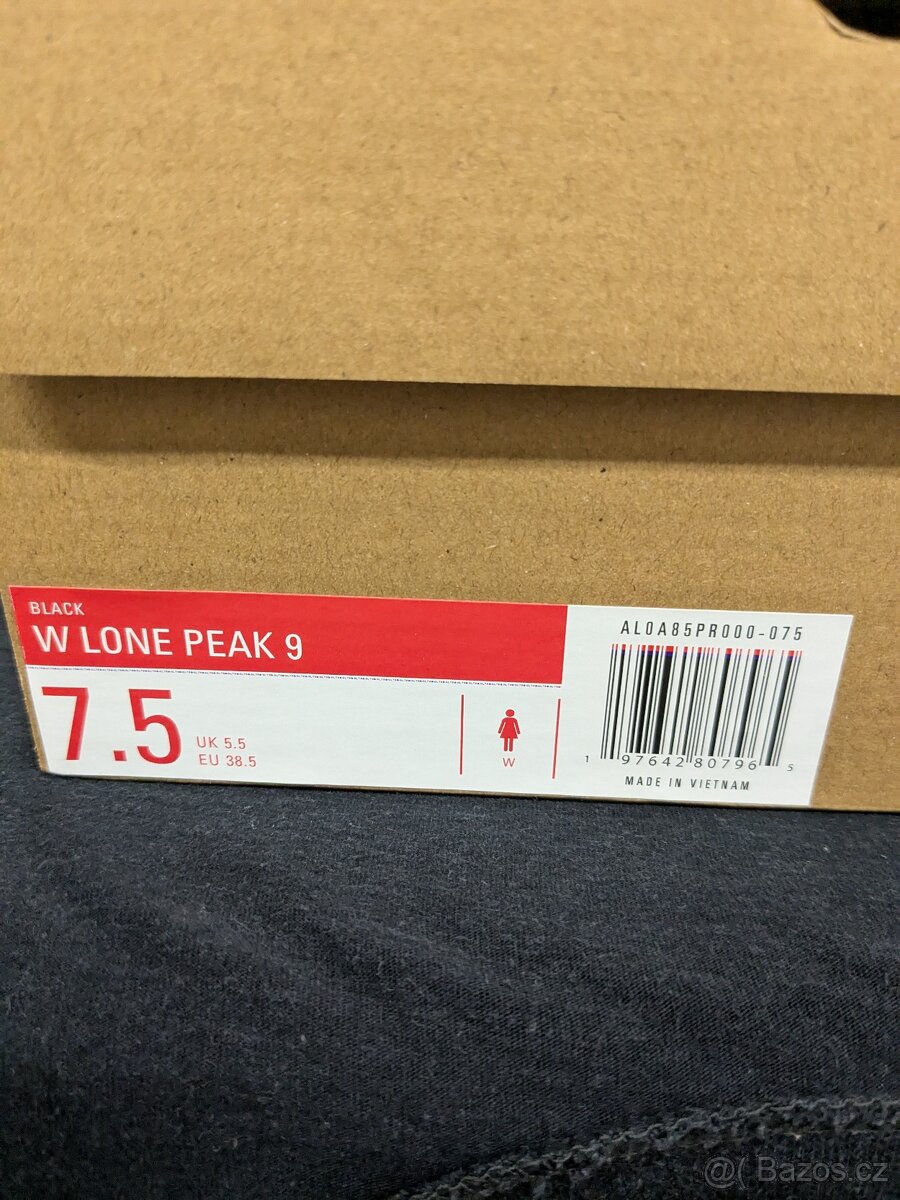 BLACK
W LONE PEAK 9
7.5
UK 5.5
EU 38.5
W
AL0A85PR000-075
1 97642 80796 5
MADE IN VIETNAM
@( Bazos.cz